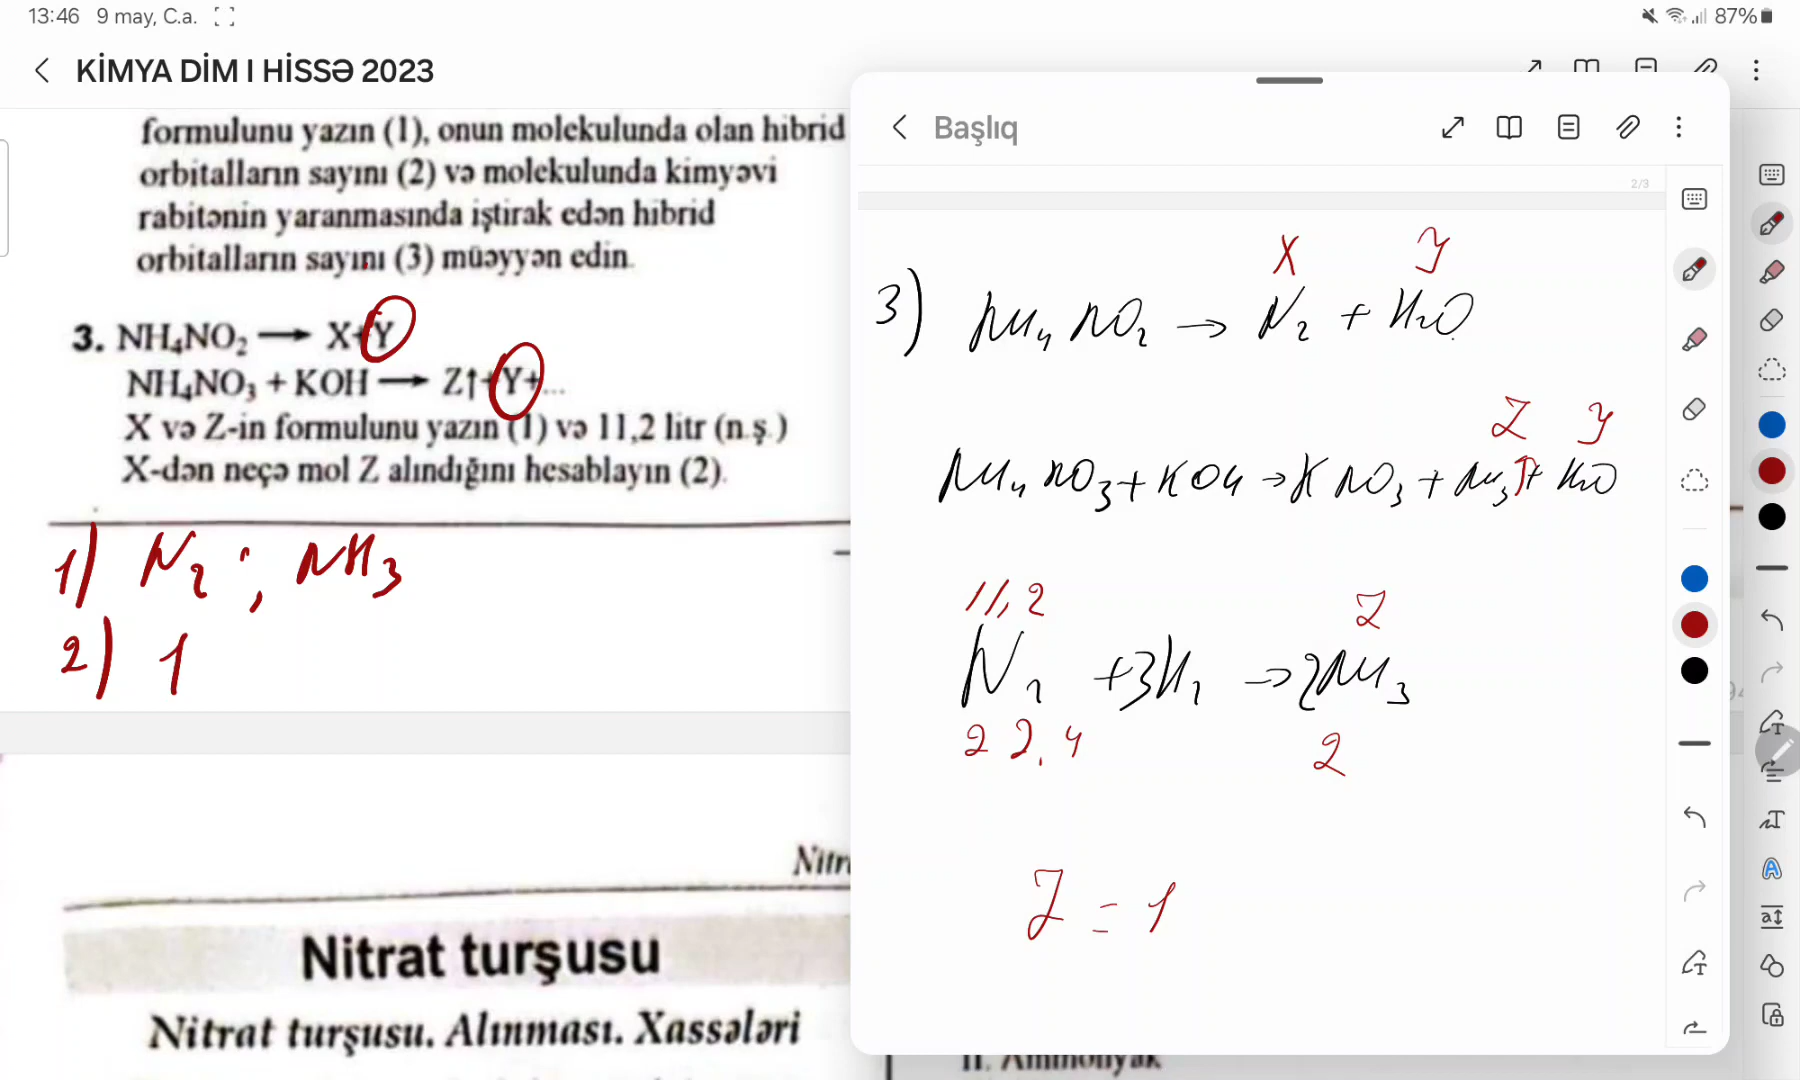 13:46 9 may, C.a. 87%
KİMYA DİM I HİSSƏ 2023
formulunu yazın (1), onun molekulunda olan hibrid
orbitalların sayını (2) və molekulunda kimyəvi
rabitənin yaranmasında iştirak edən hibrid
orbitalların sayını (3) müəyyən edin.
3. NH₄NO₂ → X+Y
NH₄NO₃ + KOH → Z↑+Y+...
X və Z-in formulunu yazın (1) və 11,2 litr (n.ş.)
X-dən neçə mol Z alındığını hesablayın (2).
1) N₂ ; NH₃
2) 1
Nitrat turşusu
Nitrat turşusu. Alınması. Xassələri
Başlıq
2/3
X Y
3) NH₄NO₂ → N₂ + H₂O
Z Y
NH₄NO₃ + KOH → KNO₃ + NH₃↑ + H₂O
11,2 Z
N₂ + 3H₂ → 2NH₃
22,4 2
Z = 1
II. Ammonyak